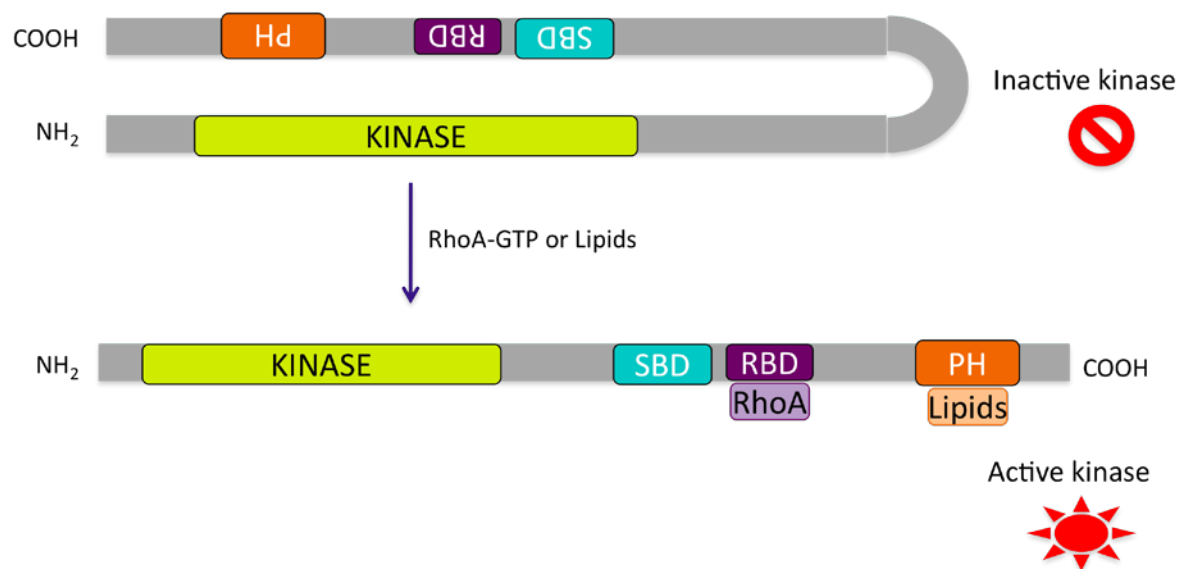 COOH
PH
RBD
SBD
Inactive kinase
NH₂
KINASE
RhoA-GTP or Lipids
NH₂
KINASE
SBD
RBD
PH
COOH
RhoA
Lipids
Active kinase